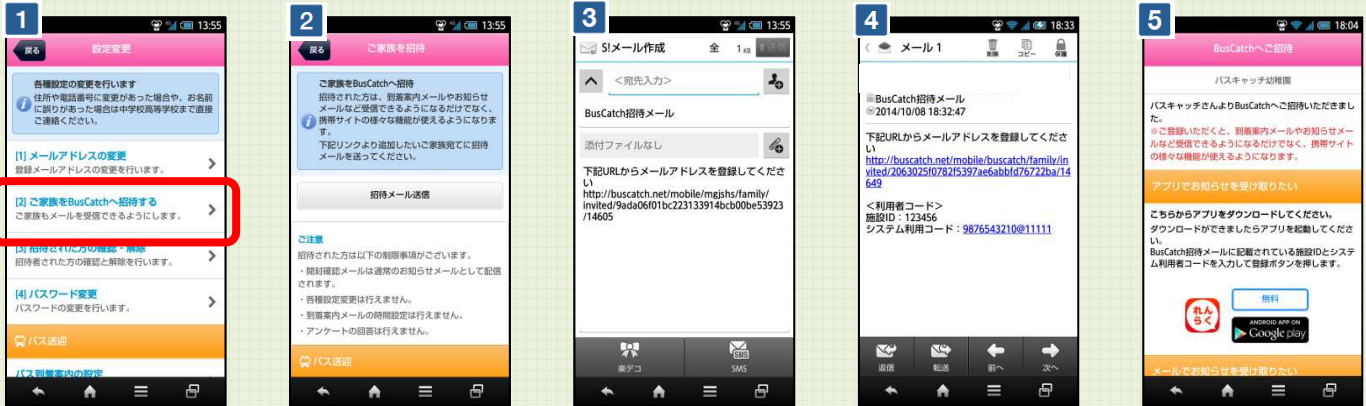 1
13:55
戻る
設定変更
各種設定の変更を行います
住所や電話番号に変更があった場合や、お名前
に誤りがあった場合は中学校高等学校まで直接
ご連絡ください。
[1] メールアドレスの変更
登録メールアドレスの変更を行います。
[2] ご家族をBusCatchへ招待する
ご家族もメールを受信できるようにします。
[3] 招待された方の確認・解除
招待者された方の確認と解除を行います。
[4] パスワード変更
パスワードの変更を行います。
バス送迎
バス到着案内の設定
2
13:55
戻る
ご家族を招待
ご家族をBusCatchへ招待
招待された方は、到着案内メールやお知らせ
メールなど受信できるようになるだけでなく、
携帯サイトの様々な機能が使えるようになりま
す。
下記リンクより追加したいご家族宛てに招待
メールを送ってください。
招待メール送信
ご注意
招待された方は以下の制限事項がございます。
・開封確認メールは通常のお知らせメールとして配信
されます。
・各種設定変更は行えません。
・到着案内メールの時間設定は行えません。
・アンケートの回答は行えません。
バス送迎
3
13:55
S!メール作成
全 1 KB
送信
<宛先入力>
BusCatch招待メール
添付ファイルなし
下記URLからメールアドレスを登録してくださ
い
http://buscatch.net/mobile/mgjshs/family/
invited/9ada06f01bc223133914bcb00be53923
/14605
楽デコ
SMS
SMS
4
18:33
メール 1
削除
コピー
保護
BusCatch招待メール
2014/10/08 18:32:47
下記URLからメールアドレスを登録してくださ
い
http://buscatch.net/mobile/buscatch/family/in
vited/2063025f0782f5397ae6abbfd76722ba/14
649
<利用者コード>
施設ID：123456
システム利用コード：9876543210@11111
返信
転送
前へ
次へ
5
18:04
BusCatchへご招待
バスキャッチ幼稚園
バスキャッチさんよりBusCatchへご招待いただきまし
た。
※ご登録いただくと、到着案内メールやお知らせメー
ルなど受信できるようになるだけでなく、携帯サイト
の様々な機能が使えるようになります。
アプリでお知らせを受け取りたい
こちらからアプリをダウンロードしてください。
ダウンロードができましたらアプリを起動してくださ
い。
BusCatch招待メールに記載されている施設IDとシステ
ム利用者コードを入力して登録ボタンを押します。
れん
らく
無料
ANDROID APP ON
Google play
メールでお知らせを受け取りたい